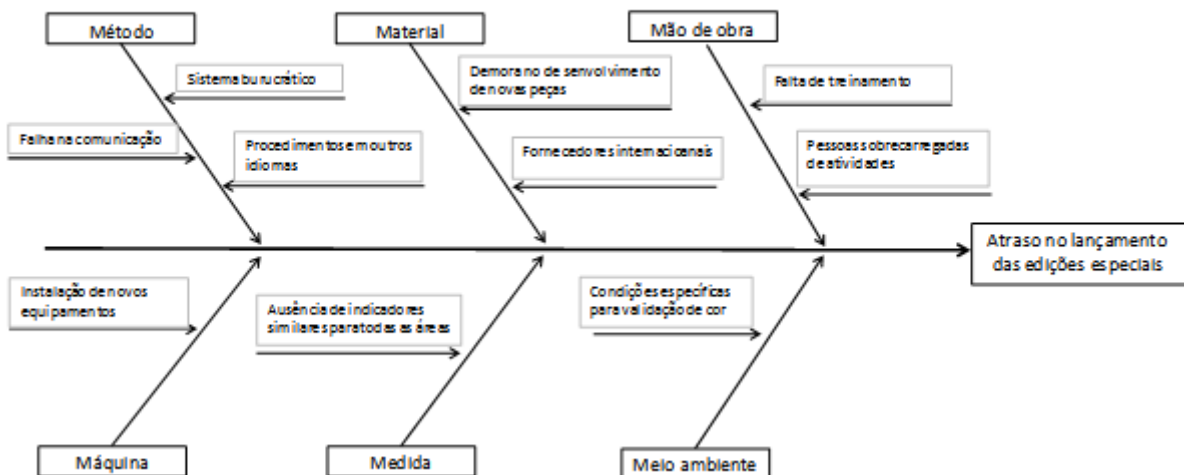 Método
Material
Mão de obra
Sistema burucrático
Demora no desenvolvimento
de novas peças
Falta de treinamento
Falha na comunicação
Procedimentos em outros
idiomas
Fornecedores internacionais
Pessoas sobrecarregadas
de atividades
Atraso no lançamento
das edições especiais
Instalação de novos
equipamentos
Ausência de indicadores
similares para todas as áreas
Condições específicas
para validação de cor
Máquina
Medida
Meio ambiente